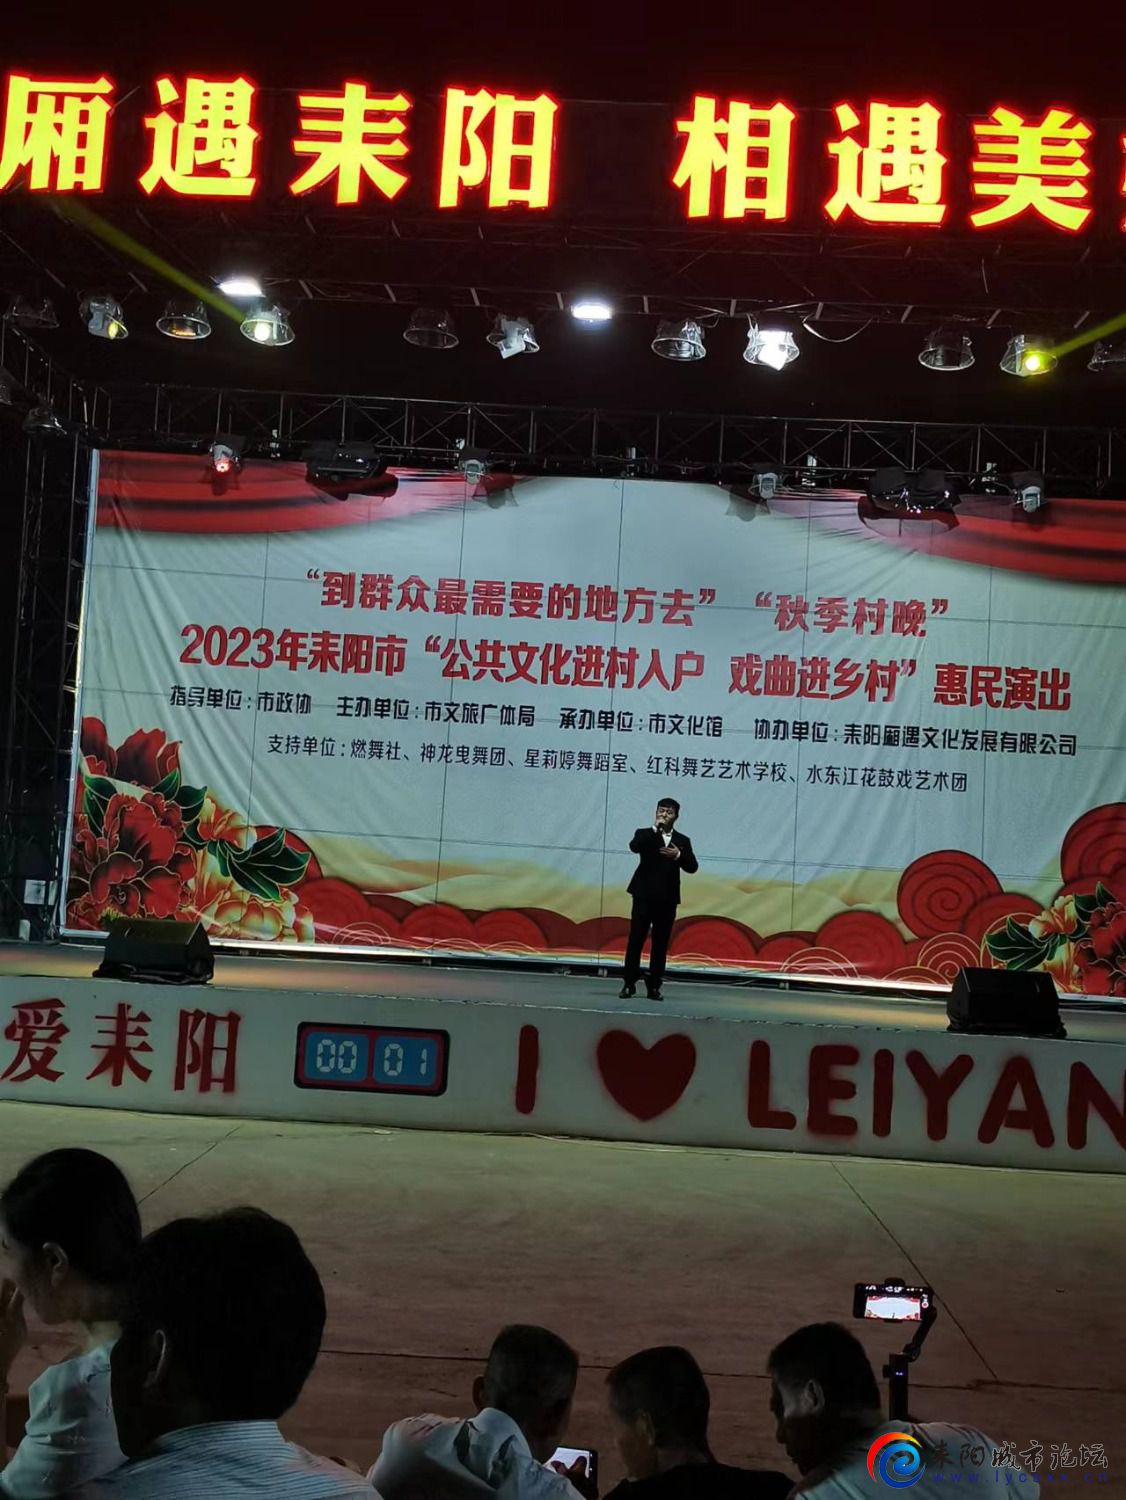 厢遇耒阳 相遇美
“到群众最需要的地方去” “秋季村晚”
2023年耒阳市“公共文化进村入户 戏曲进乡村”惠民演出
指导单位:市政协 主办单位:市文旅广体局 承办单位:市文化馆 协办单位:耒阳厢遇文化发展有限公司
支持单位:燃舞社、神龙曳舞团、星莉婷舞蹈室、红科舞艺艺术学校、水东江花鼓戏艺术团
爱耒阳 00 01 I ♥ LEIYAN
耒阳城市论坛